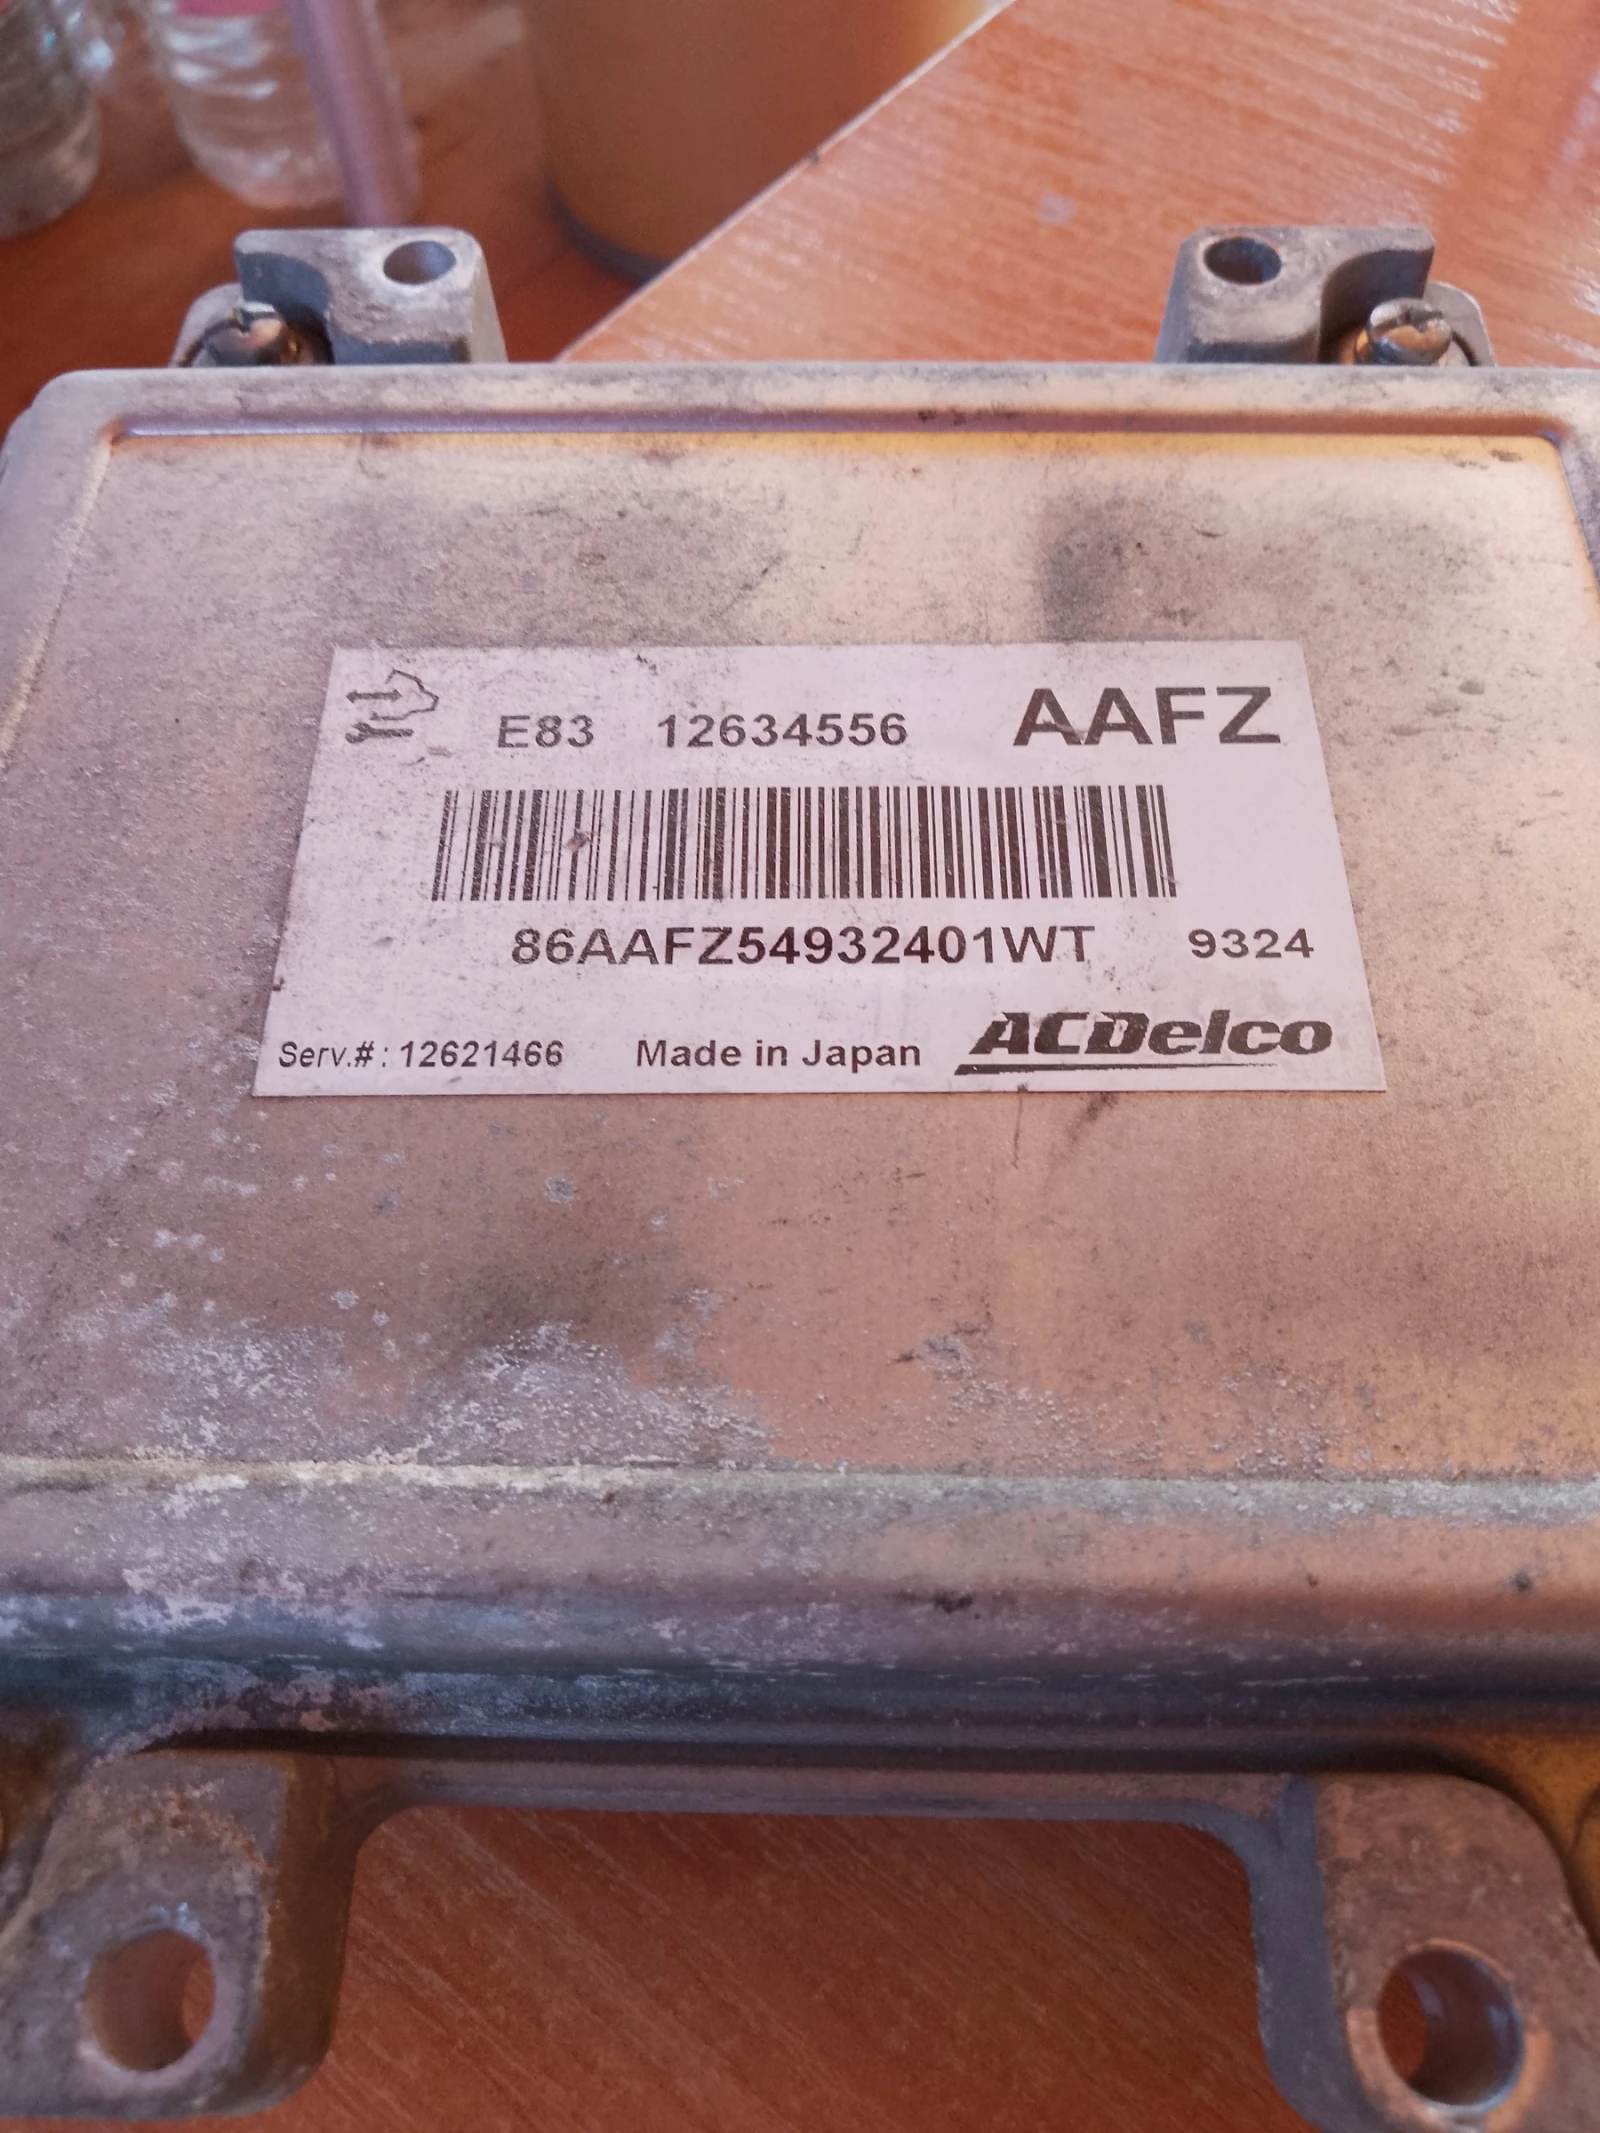 E83 12634556 AAFZ
86AAFZ54932401WT 9324
Serv.#: 12621466 Made in Japan ACDelco